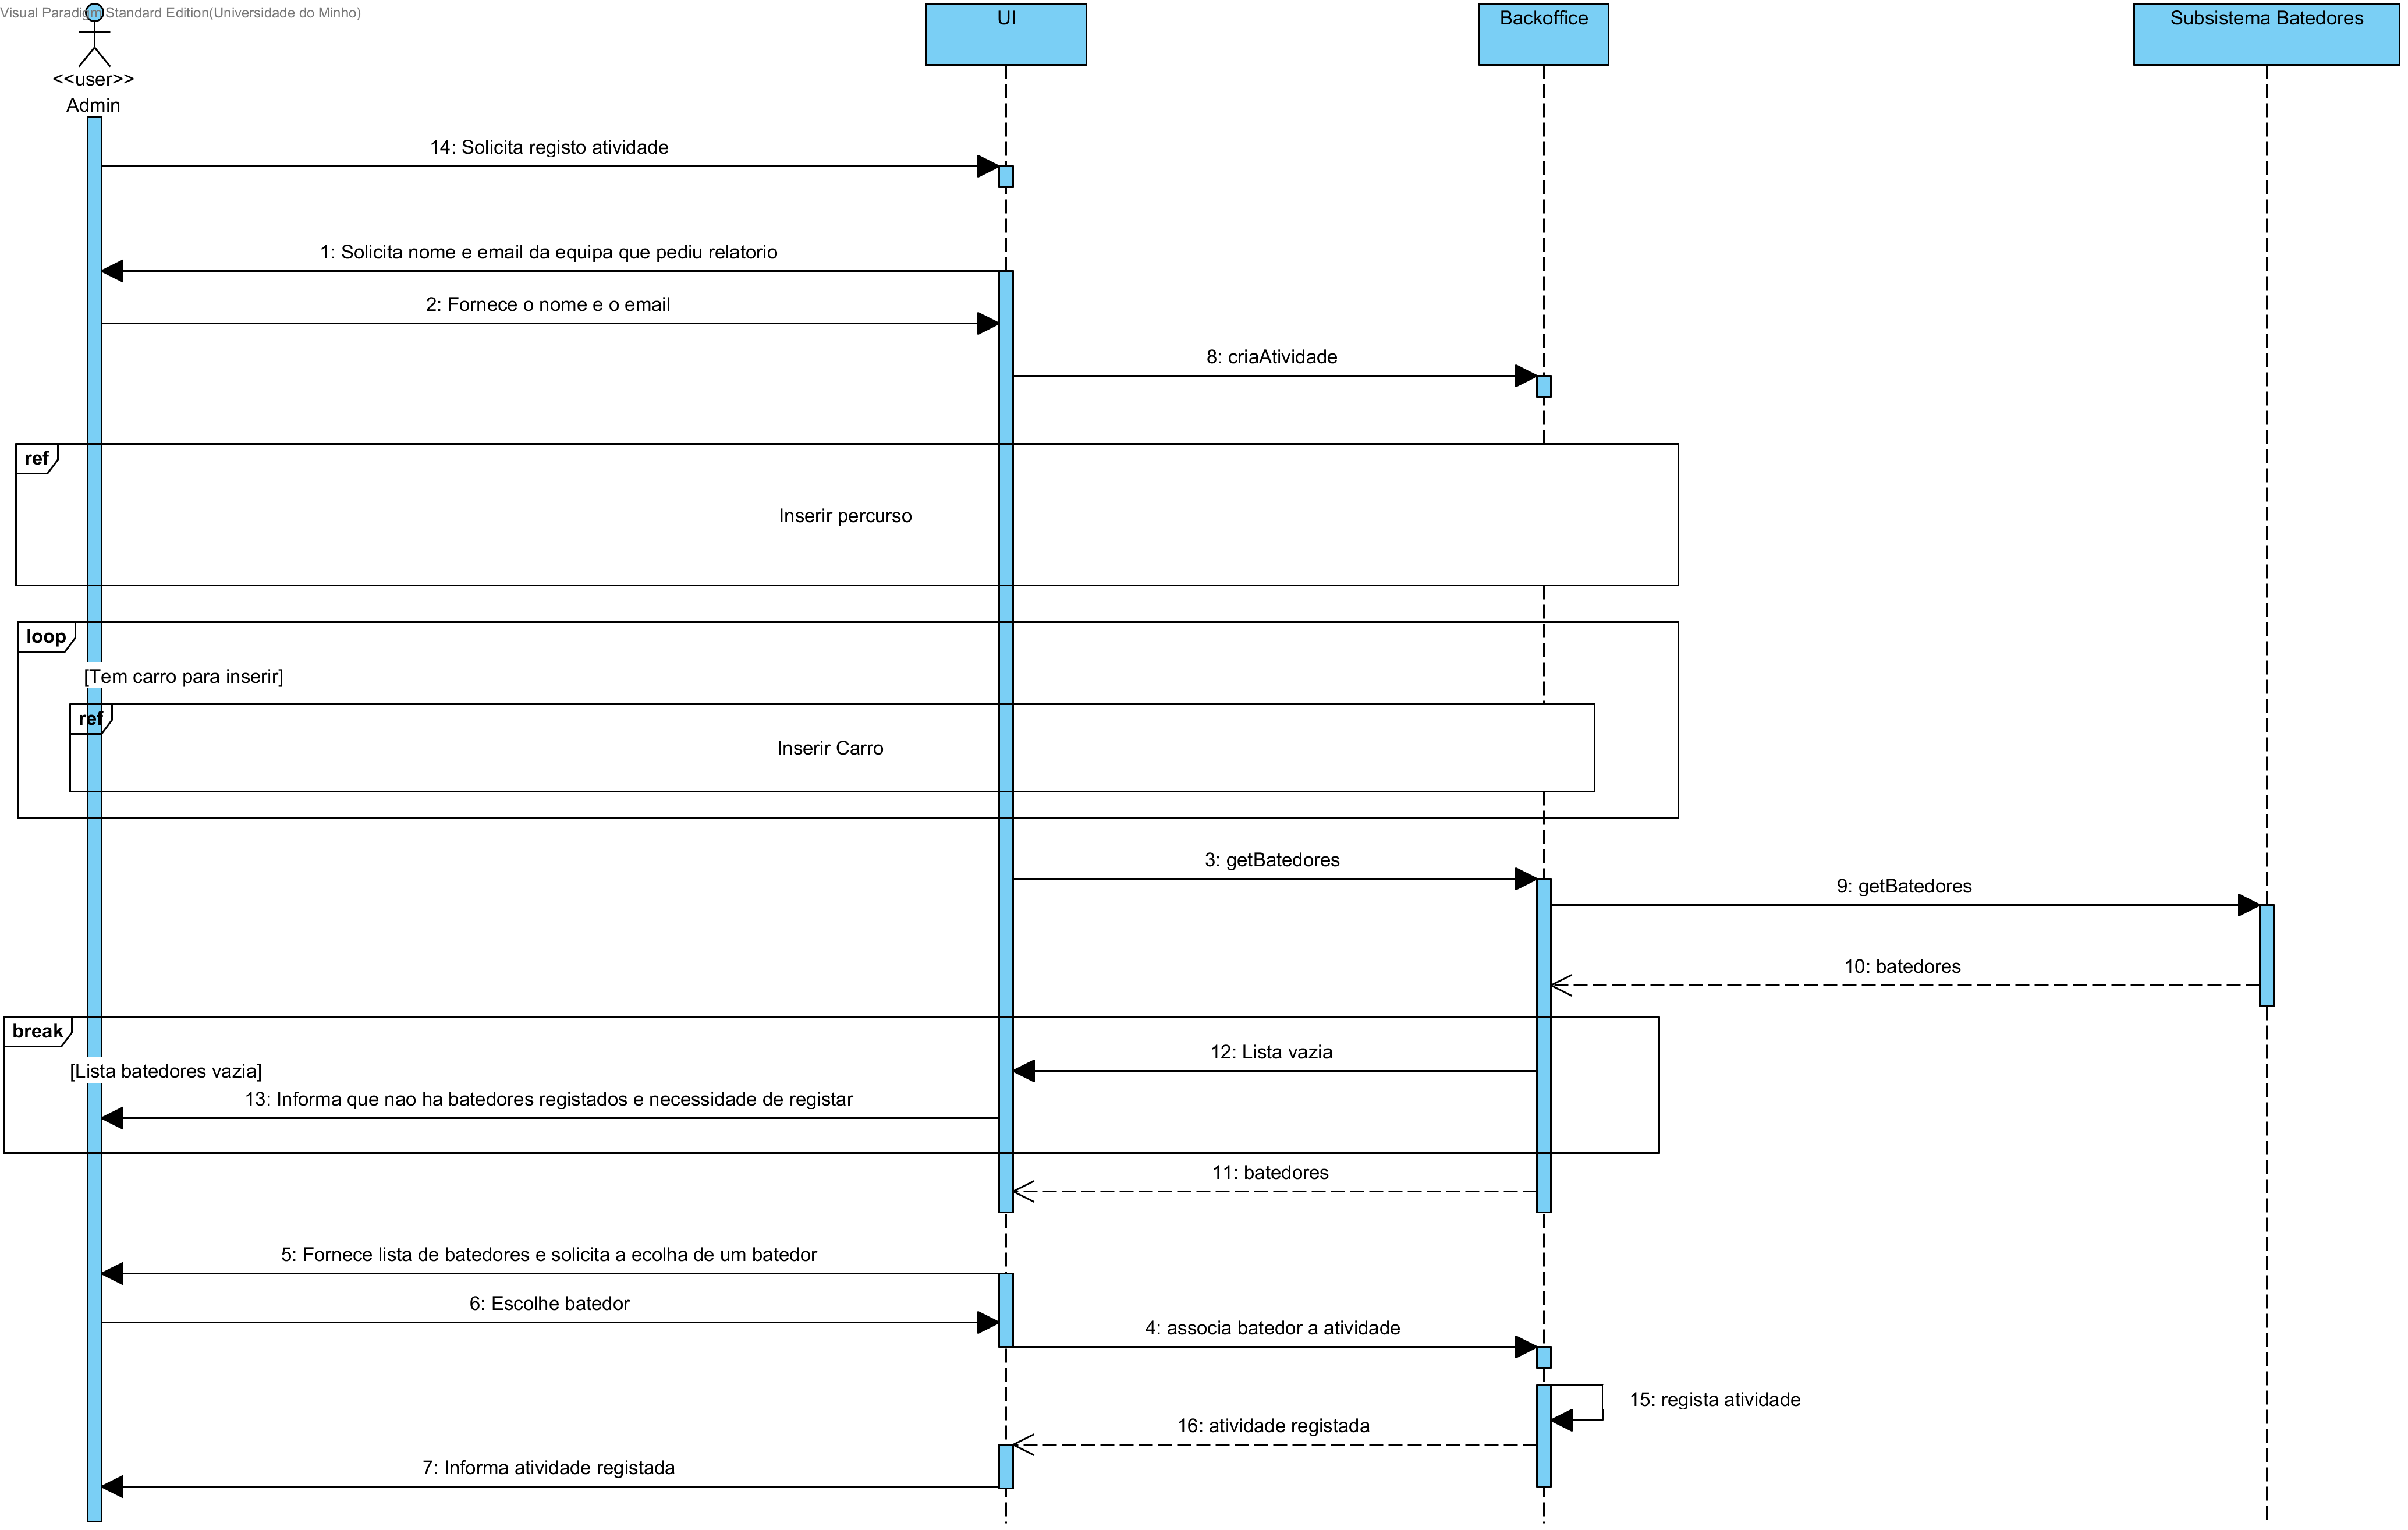 Visual Paradigm Standard Edition(Universidade do Minho)
<<user>>
Admin
UI
Backoffice
Subsistema Batedores
14: Solicita registo atividade
1: Solicita nome e email da equipa que pediu relatorio
2: Fornece o nome e o email
8: criaAtividade
ref
Inserir percurso
loop
[Tem carro para inserir]
ref
Inserir Carro
3: getBatedores
9: getBatedores
10: batedores
break
12: Lista vazia
[Lista batedores vazia]
13: Informa que nao ha batedores registados e necessidade de registar
11: batedores
5: Fornece lista de batedores e solicita a ecolha de um batedor
6: Escolhe batedor
4: associa batedor a atividade
15: regista atividade
16: atividade registada
7: Informa atividade registada